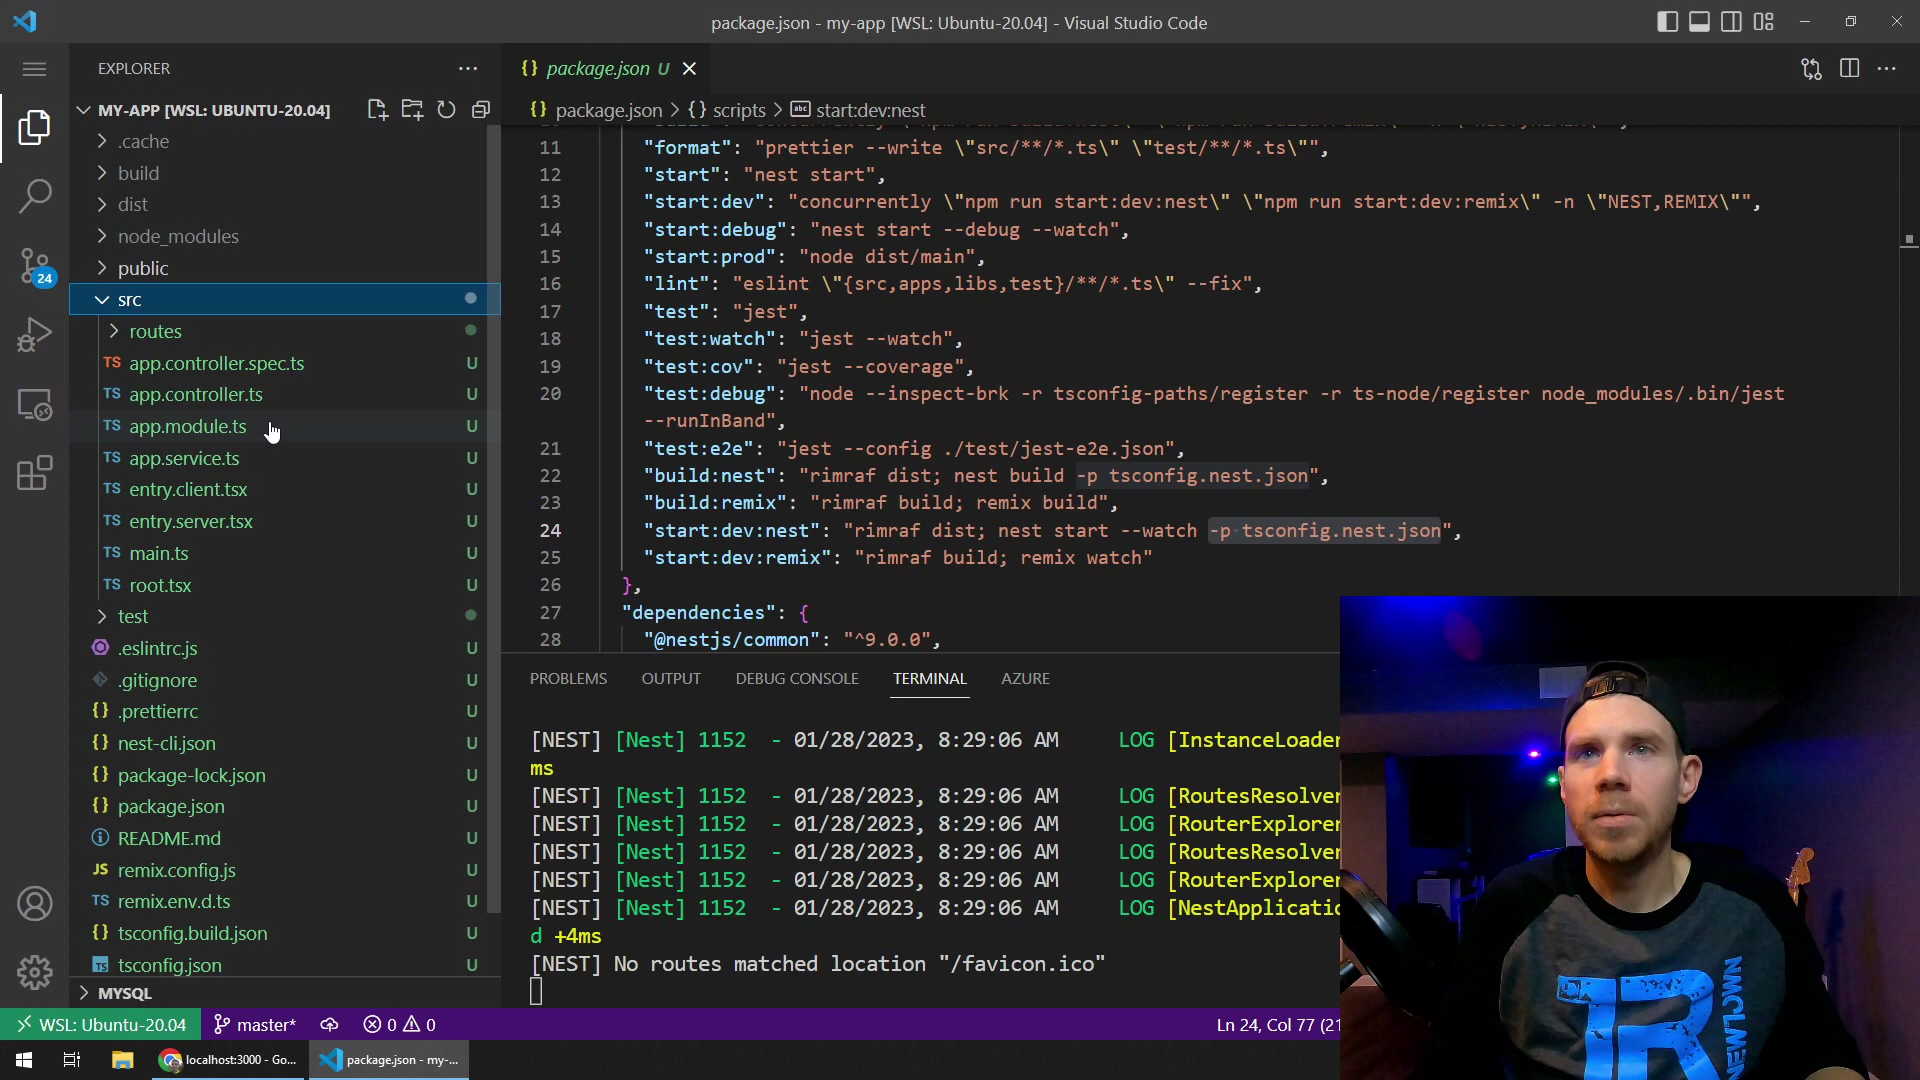 package.json - my-app [WSL: Ubuntu-20.04] - Visual Studio Code
EXPLORER
MY-APP [WSL: UBUNTU-20.04]
.cache
build
dist
node_modules
public
src
routes
TS app.controller.spec.ts U
TS app.controller.ts U
TS app.module.ts U
TS app.service.ts U
TS entry.client.tsx U
TS entry.server.tsx U
TS main.ts U
TS root.tsx U
test
.eslintrc.js U
.gitignore U
{} .prettierrc U
{} nest-cli.json U
{} package-lock.json U
{} package.json U
README.md U
JS remix.config.js U
TS remix.env.d.ts U
{} tsconfig.build.json U
TS tsconfig.json U
MYSQL
24
{} package.json U
{} package.json > {} scripts > abc start:dev:nest
11 "format": "prettier --write \"src/**/*.ts\" \"test/**/*.ts\"",
12 "start": "nest start",
13 "start:dev": "concurrently \"npm run start:dev:nest\" \"npm run start:dev:remix\" -n \"NEST,REMIX\"",
14 "start:debug": "nest start --debug --watch",
15 "start:prod": "node dist/main",
16 "lint": "eslint \"{src,apps,libs,test}/**/*.ts\" --fix",
17 "test": "jest",
18 "test:watch": "jest --watch",
19 "test:cov": "jest --coverage",
20 "test:debug": "node --inspect-brk -r tsconfig-paths/register -r ts-node/register node_modules/.bin/jest
--runInBand",
21 "test:e2e": "jest --config ./test/jest-e2e.json",
22 "build:nest": "rimraf dist; nest build -p tsconfig.nest.json",
23 "build:remix": "rimraf build; remix build",
24 "start:dev:nest": "rimraf dist; nest start --watch -p tsconfig.nest.json",
25 "start:dev:remix": "rimraf build; remix watch"
26 },
27 "dependencies": {
28 "@nestjs/common": "^9.0.0",
PROBLEMS OUTPUT DEBUG CONSOLE TERMINAL AZURE
[NEST] [Nest] 1152 - 01/28/2023, 8:29:06 AM LOG [InstanceLoader
ms
[NEST] [Nest] 1152 - 01/28/2023, 8:29:06 AM LOG [RoutesResolver
[NEST] [Nest] 1152 - 01/28/2023, 8:29:06 AM LOG [RouterExplorer
[NEST] [Nest] 1152 - 01/28/2023, 8:29:06 AM LOG [RoutesResolver
[NEST] [Nest] 1152 - 01/28/2023, 8:29:06 AM LOG [RouterExplorer
[NEST] [Nest] 1152 - 01/28/2023, 8:29:06 AM LOG [NestApplicatio
d +4ms
[NEST] No routes matched location "/favicon.ico"
WSL: Ubuntu-20.04 master* 0 0 Ln 24, Col 77 (21
localhost:3000 - Go... package.json - my-...